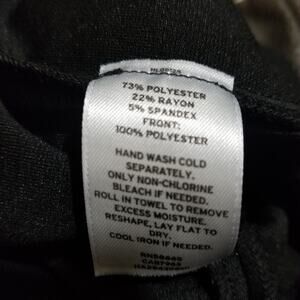 73% POLYESTER
22% RAYON
5% SPANDEX
FRONT:
100% POLYESTER
HAND WASH COLD
SEPARATELY.
ONLY NON-CHLORINE
BLEACH IF NEEDED.
ROLL IN TOWEL TO REMOVE
EXCESS MOISTURE.
RESHAPE, LAY FLAT TO
DRY.
COOL IRON IF NEEDED.